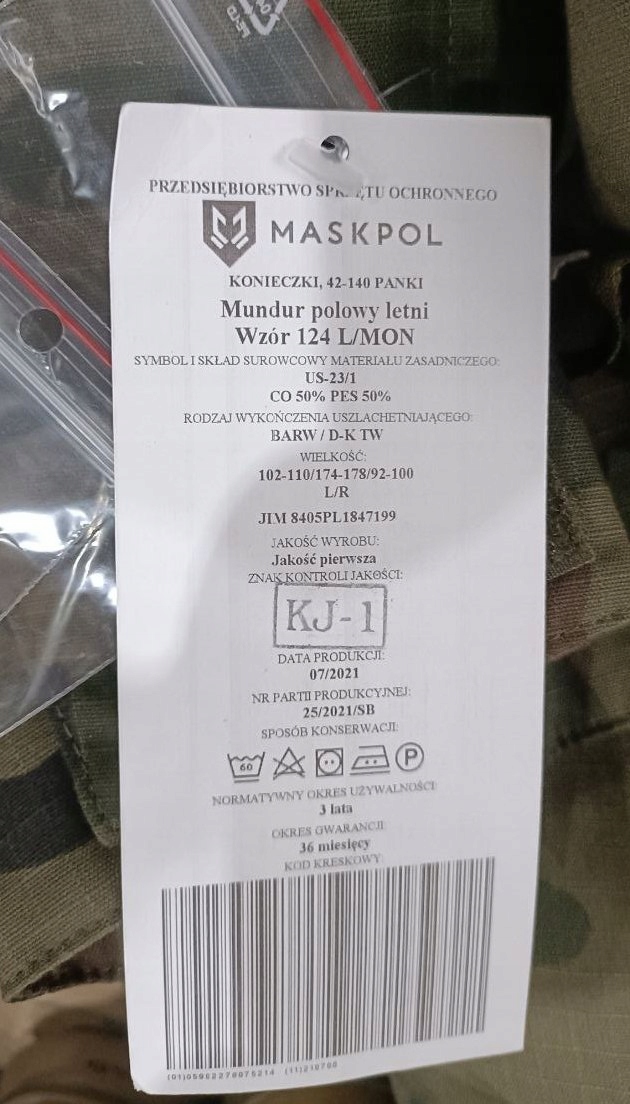 PRZEDSIĘBIORSTWO OCHRONNEGO
MASKPOL
KONIECZKI, 42-140 PANKI
Mundur polowy letni
Wzór 124 L/MON
SYMBOL I SKŁAD SUROWCOWY MATERIAŁU ZASADNICZEGO:
US-23/1
CO 50% PES 50%
RODZAJ WYKOŃCZENIA USZLACHETNIAJĄCEGO:
BARW / D-K TW
WIELKOŚĆ:
102-110/174-178/92-100
L/R
JIM 8405PL1847199
JAKOŚĆ WYROBU:
Jakość pierwsza
ZNAK KONTROLI JAKOŚCI:
KJ-1
DATA PRODUKCJI:
07/2021
NR PARTII PRODUKCYJNEJ:
25/2021/SB
SPOSÓB KONSERWACJI:
60 P
NORMATYWNY OKRES UŻYWALNOŚCI:
3 lata
OKRES GWARANCJI:
36 miesięcy
KOD KRESKOWY:
(11)210700